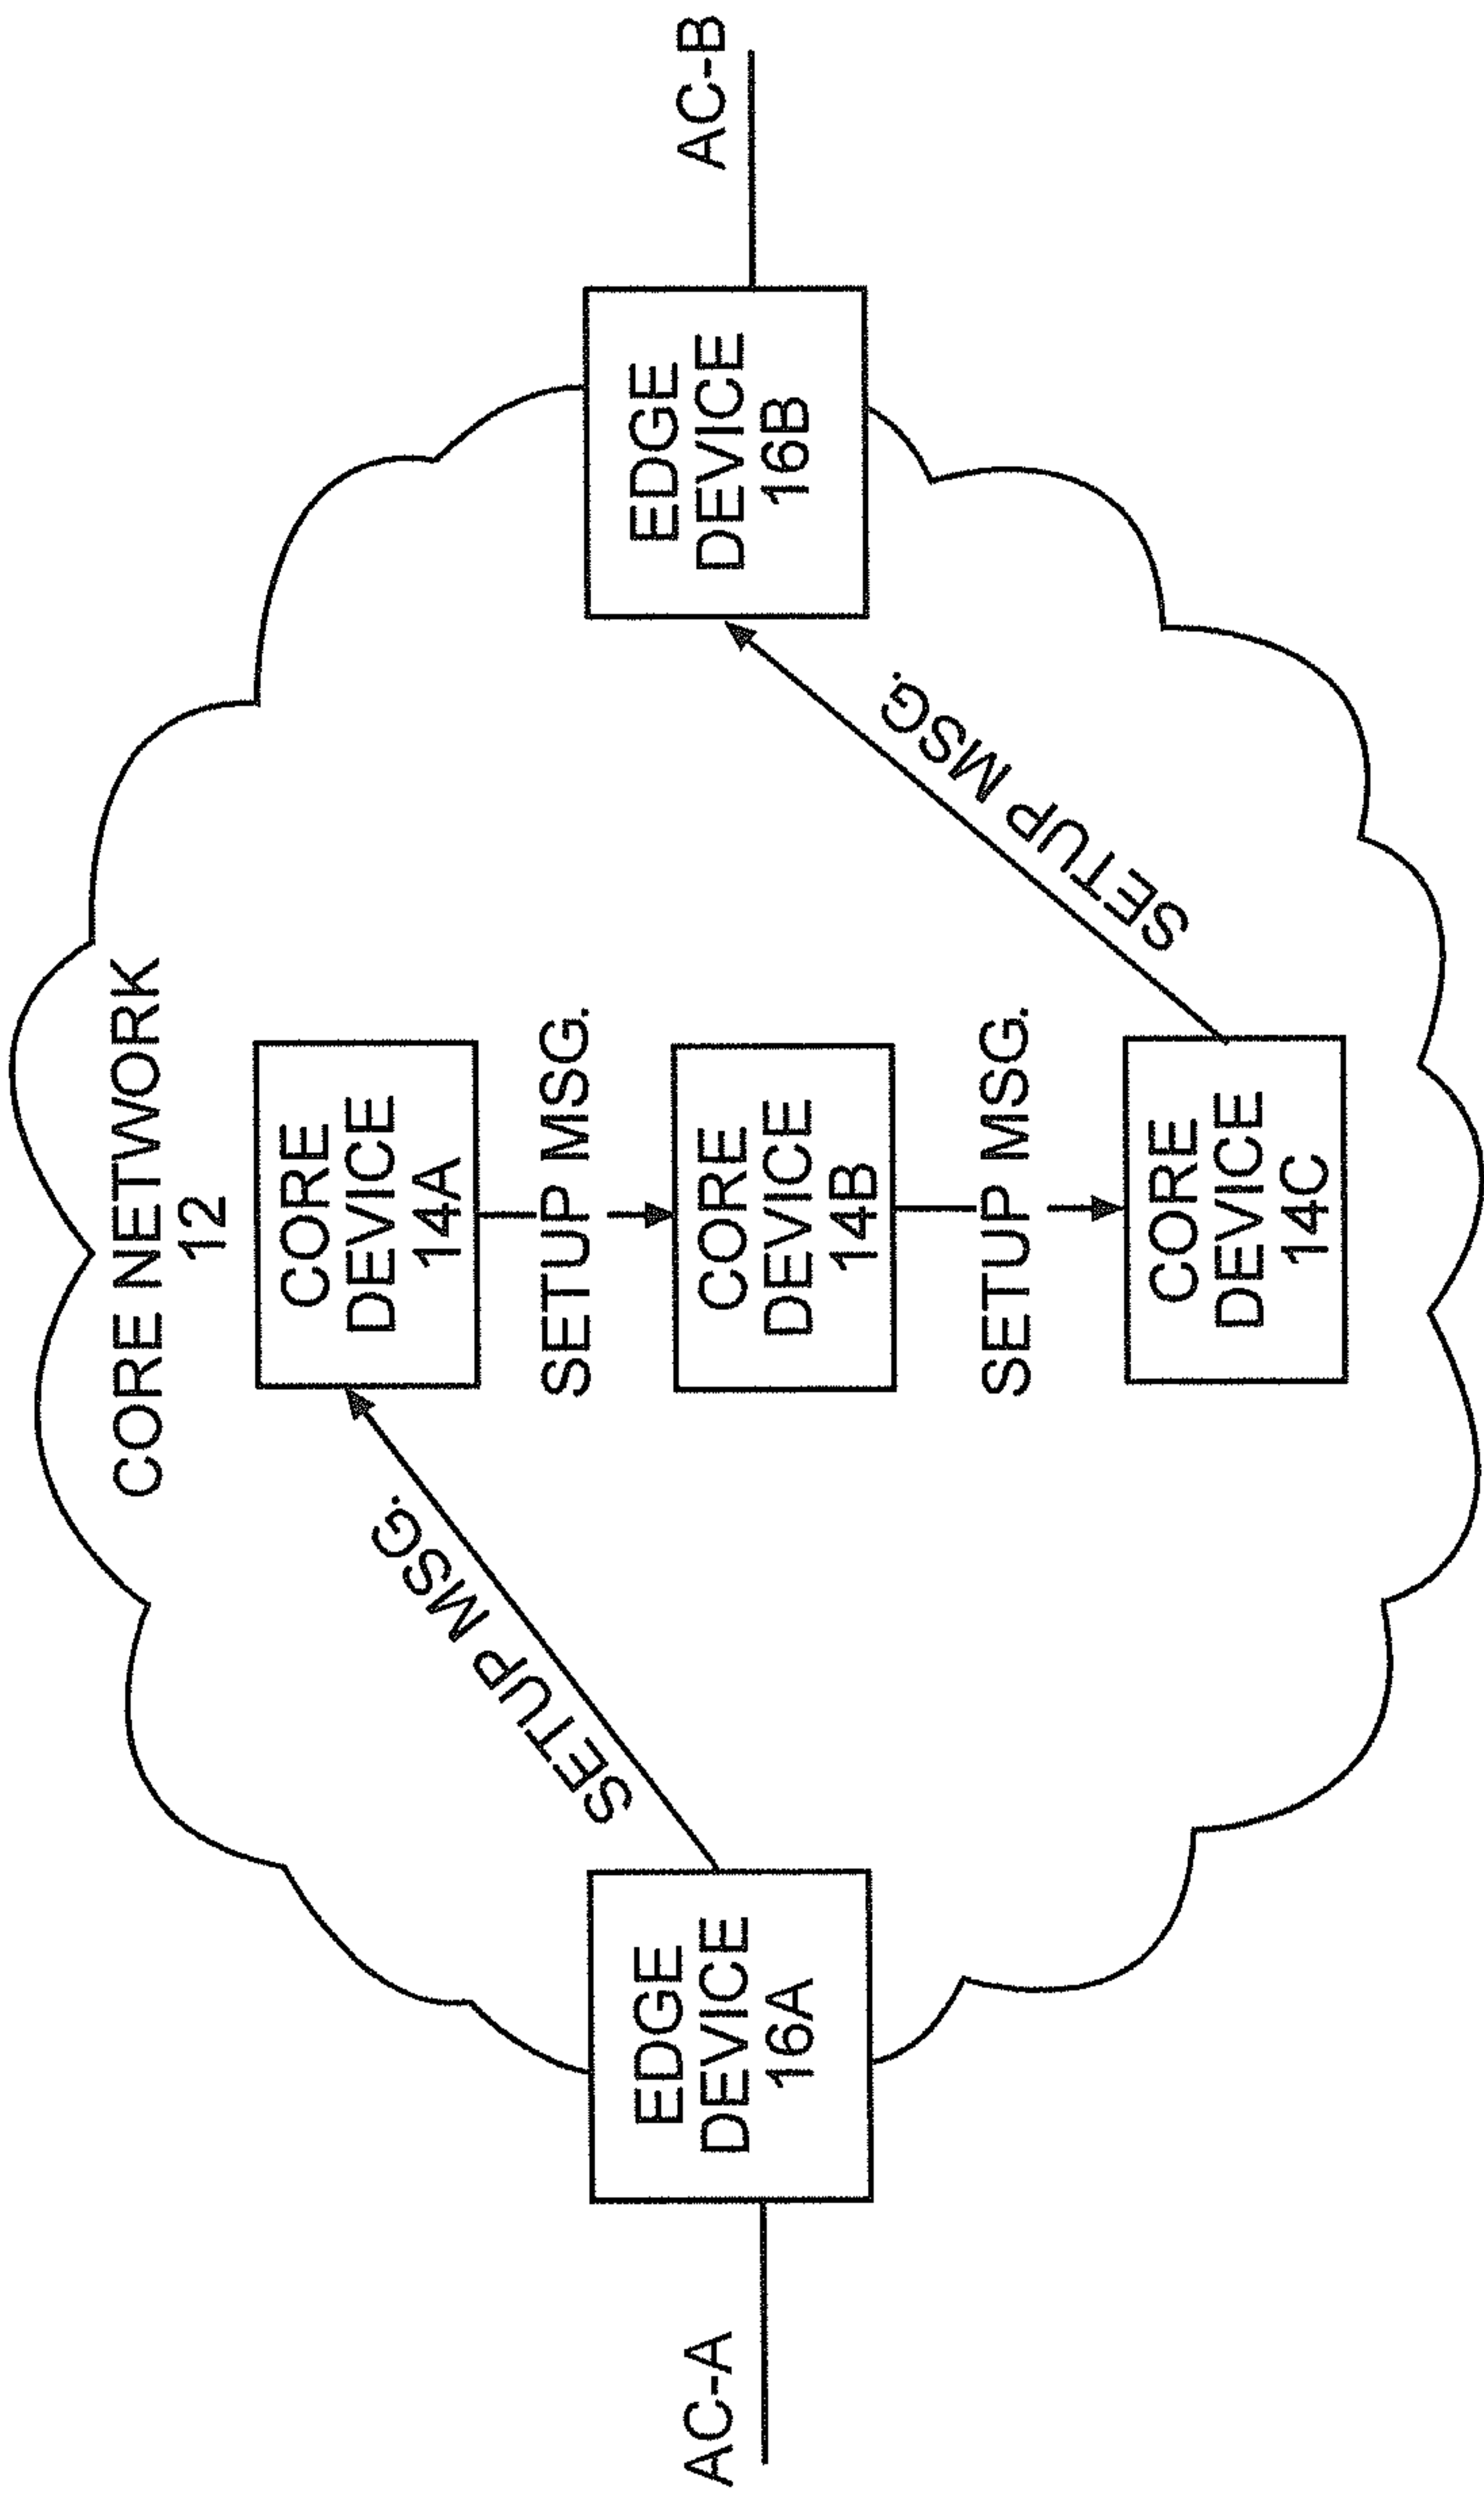 CORE NETWORK
12
CORE
DEVICE
14A
SETUP MSG.
SETUP MSG.
CORE
DEVICE
14B
AC-A
EDGE
DEVICE
16A
EDGE
DEVICE
16B
AC-B
SETUP MSG.
SETUP MSG.
CORE
DEVICE
14C